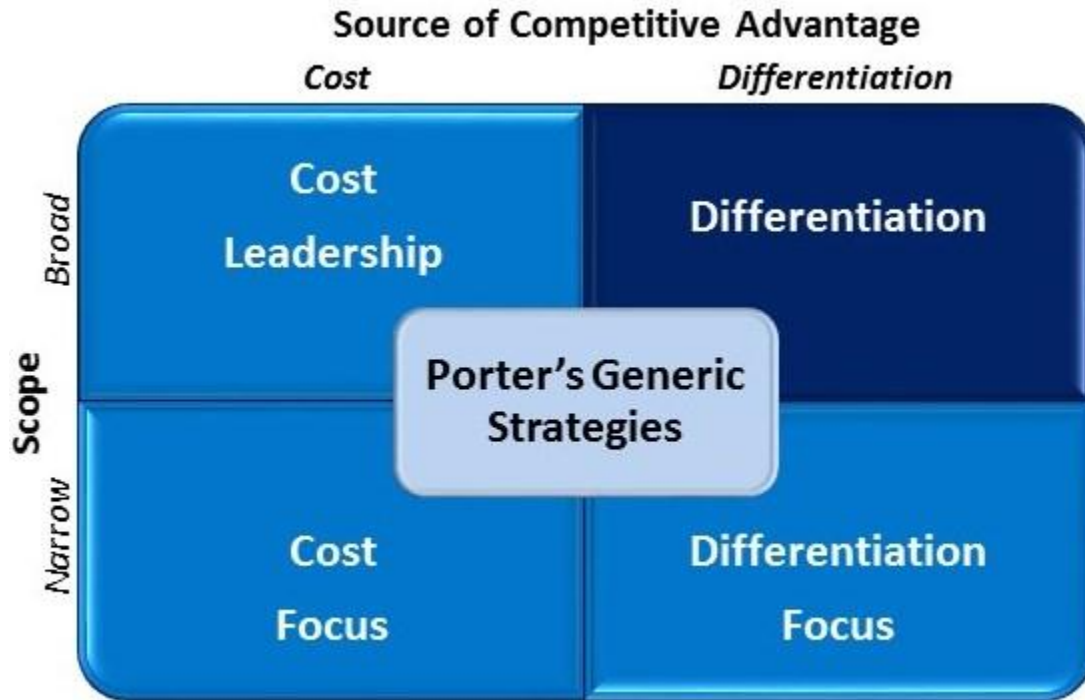 Source of Competitive Advantage
Cost
Differentiation
Broad
Cost
Leadership
Differentiation
Porter's Generic
Strategies
Scope
Narrow
Cost
Focus
Differentiation
Focus